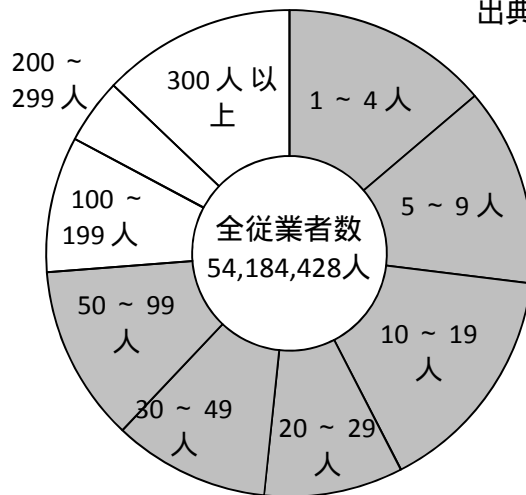 出典
200 ~
299 人
300 人 以
上
1 ~ 4 人
5 ~ 9 人
100 ~
199 人
全従業者数
54,184,428人
50 ~ 99
人
10 ~ 19
人
30 ~ 49
人
20 ~ 29
人